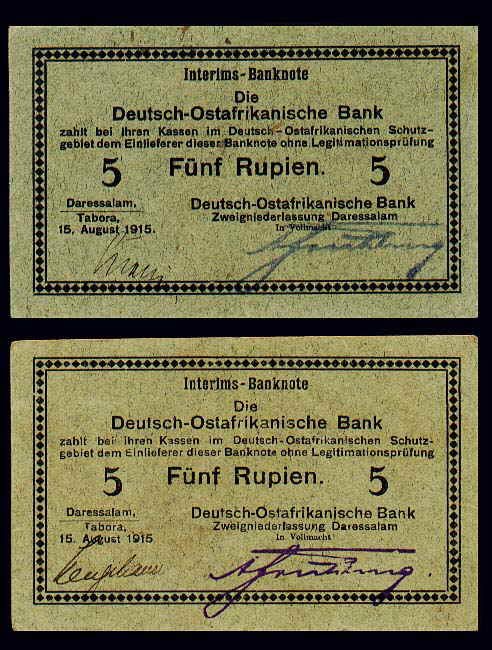 Interims-Banknote
Die
Deutsch-Ostafrikanische Bank
zahlt bei ihren Kassen im Deutsch-Ostafrikanischen Schutz-
gebiet dem Einlieferer dieser Banknote ohne Legitimationsprüfung
5 Fünf Rupien. 5
Daressalam,
Tabora,
15. August 1915.
Deutsch-Ostafrikanische Bank
Zweigniederlassung Daressalam
In Vollmacht
Interims-Banknote
Die
Deutsch-Ostafrikanische Bank
zahlt bei ihren Kassen im Deutsch-Ostafrikanischen Schutz-
gebiet dem Einlieferer dieser Banknote ohne Legitimationsprüfung
5 Fünf Rupien. 5
Daressalam,
Tabora,
15. August 1915
Deutsch-Ostafrikanische Bank
Zweigniederlassung Daressalam
In Vollmacht